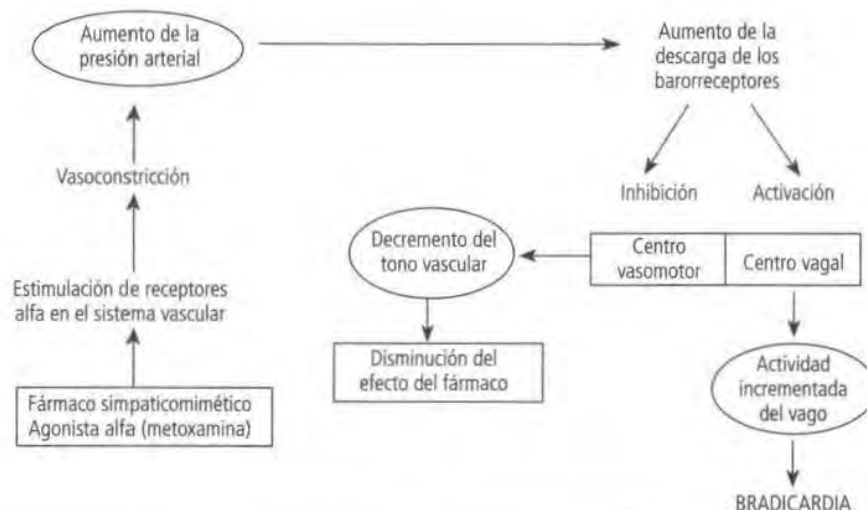 Aumento de la
presión arterial
Aumento de la
descarga de los
barorreceptores
Vasoconstricción
Inhibición
Activación
Decremento del
tono vascular
Centro
vasomotor
Centro vagal
Estimulación de receptores
alfa en el sistema vascular
Disminución del
efecto del fármaco
Actividad
incrementada
del vago
Fármaco simpaticomimético
Agonista alfa (metoxamina)
BRADICARDIA